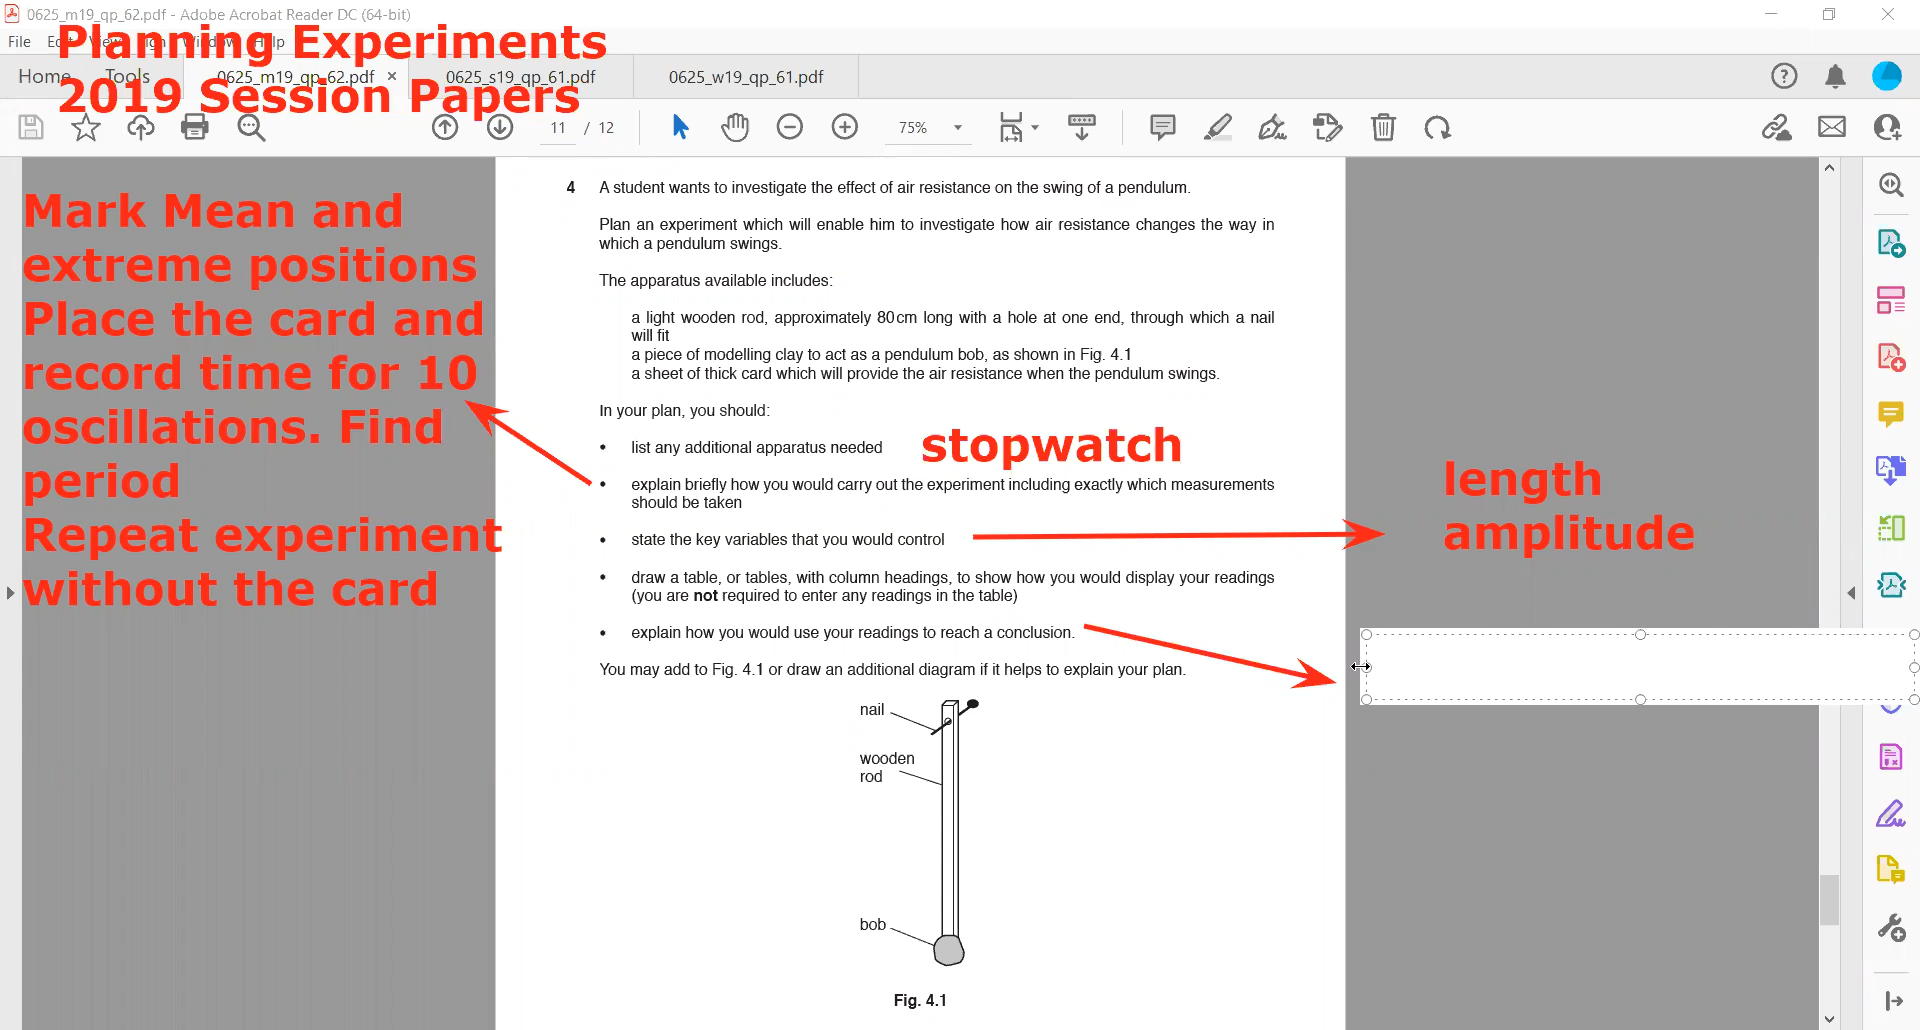 0625_m19_qp_62.pdf - Adobe Acrobat Reader DC (64-bit)
File Edit View Sign Window Help
Planning Experiments
2019 Session Papers
Home Tools 0625_m19_qp_62.pdf × 0625_s19_qp_61.pdf 0625_w19_qp_61.pdf
11 / 12 75%
Mark Mean and
extreme positions
Place the card and
record time for 10
oscillations. Find
period
Repeat experiment
without the card
4 A student wants to investigate the effect of air resistance on the swing of a pendulum.
Plan an experiment which will enable him to investigate how air resistance changes the way in
which a pendulum swings.
The apparatus available includes:
a light wooden rod, approximately 80 cm long with a hole at one end, through which a nail
will fit
a piece of modelling clay to act as a pendulum bob, as shown in Fig. 4.1
a sheet of thick card which will provide the air resistance when the pendulum swings.
In your plan, you should:
• list any additional apparatus needed
stopwatch
• explain briefly how you would carry out the experiment including exactly which measurements
should be taken
• state the key variables that you would control
length
amplitude
• draw a table, or tables, with column headings, to show how you would display your readings
(you are not required to enter any readings in the table)
• explain how you would use your readings to reach a conclusion.
You may add to Fig. 4.1 or draw an additional diagram if it helps to explain your plan.
nail
wooden
rod
bob
Fig. 4.1